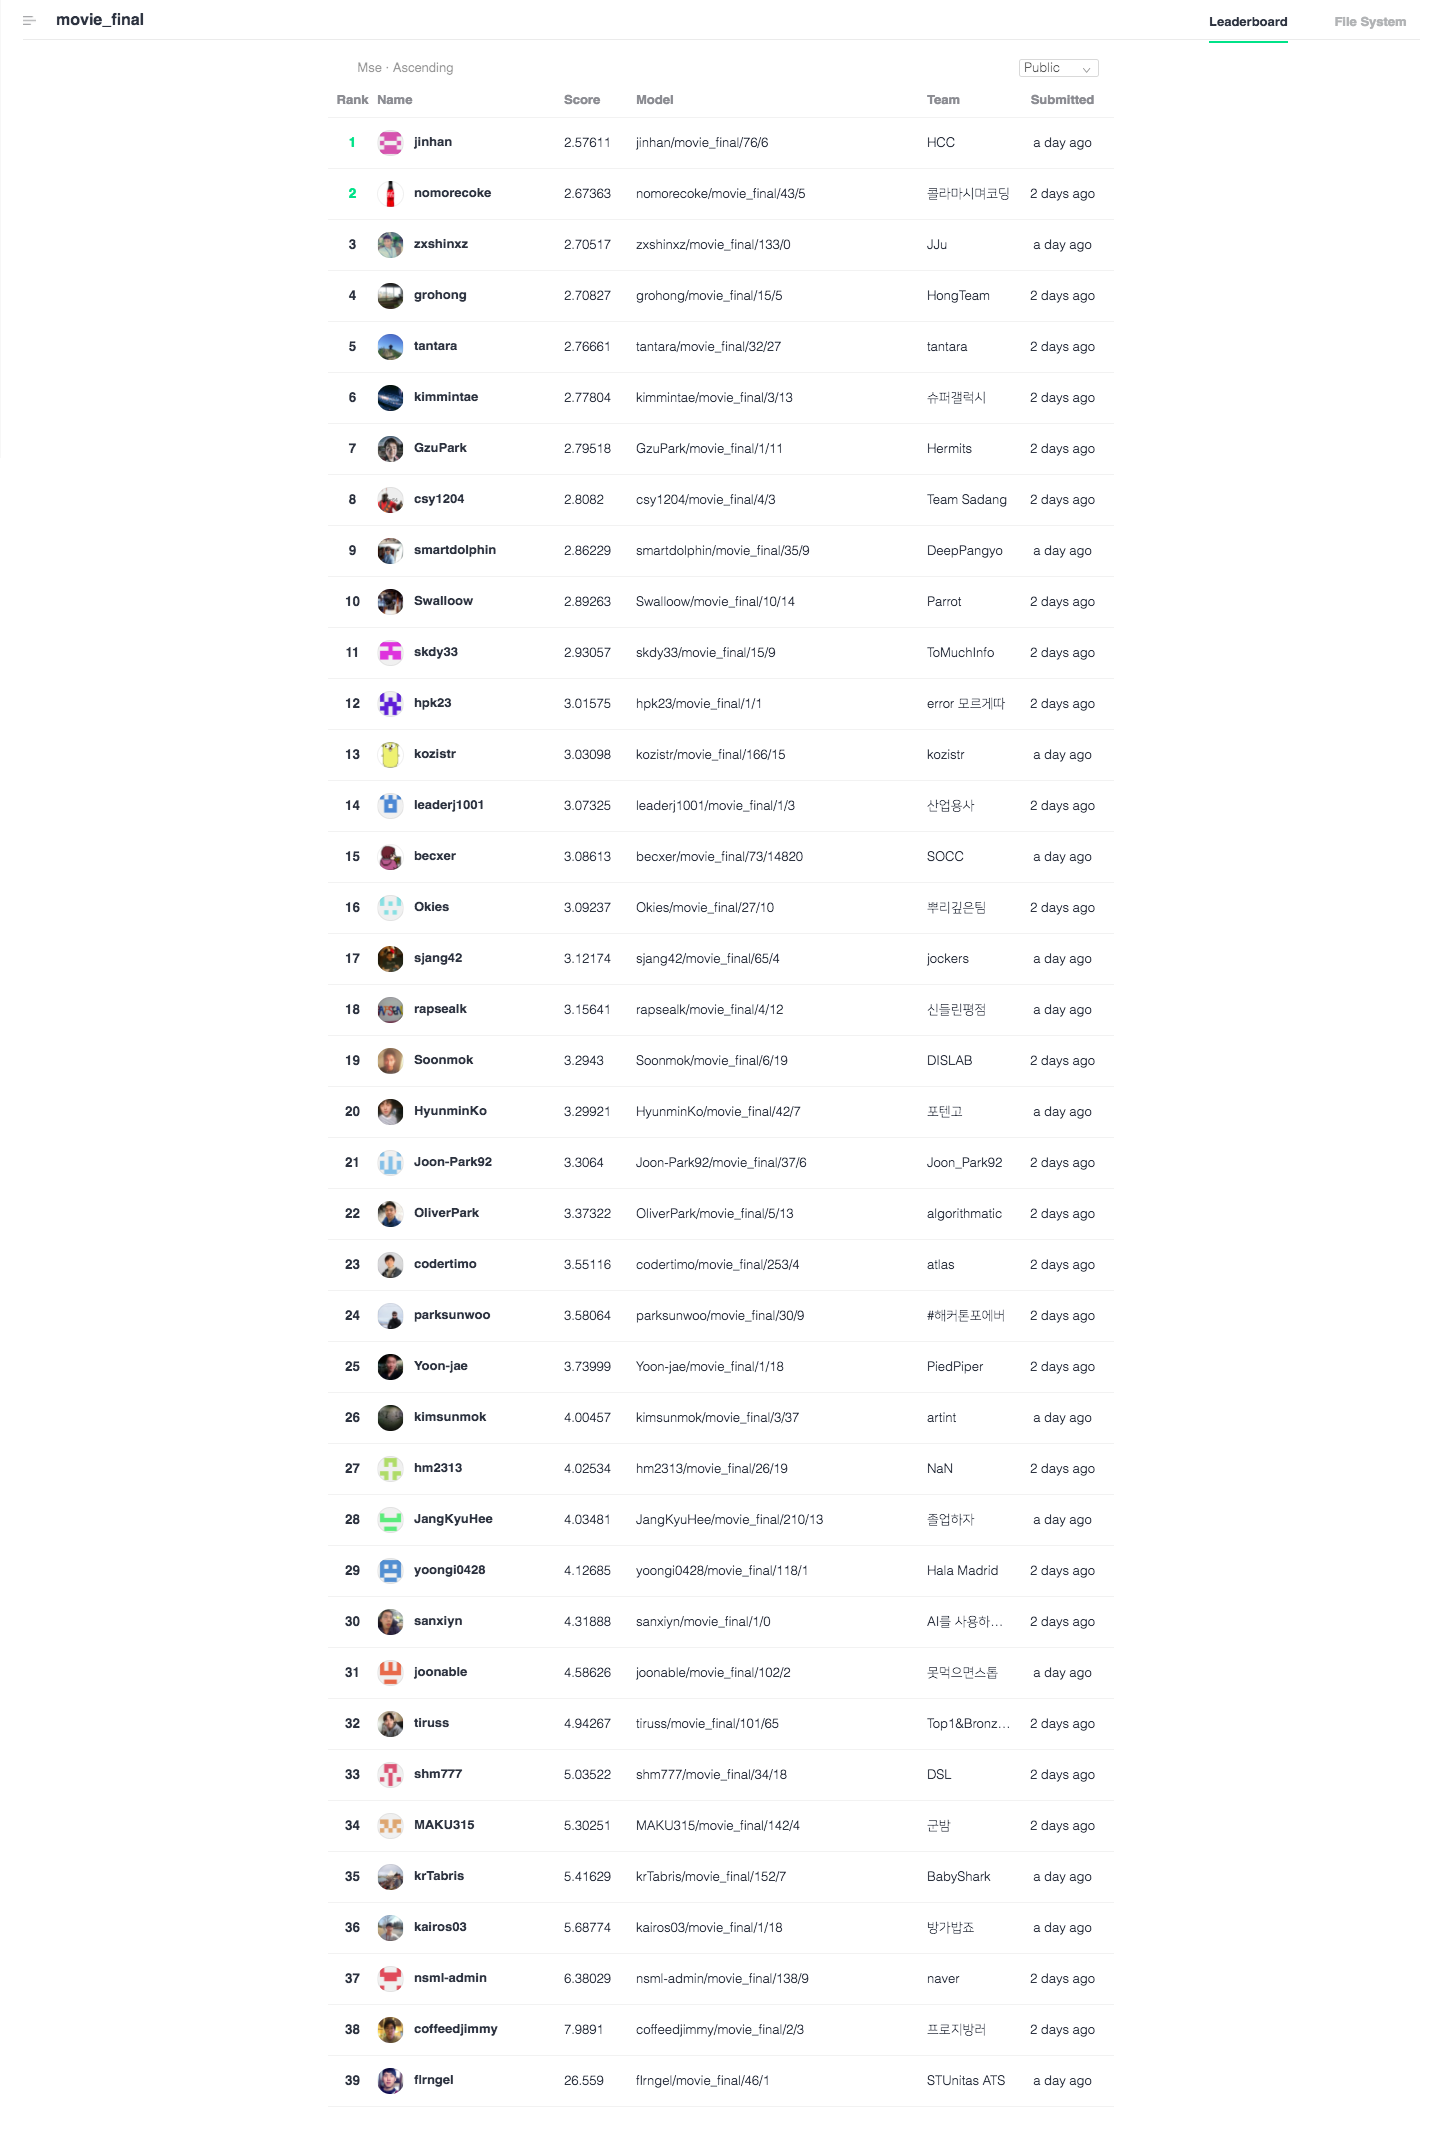 movie_final Leaderboard File System
Mse · Ascending Public
Rank Name Score Model Team Submitted
1 jinhan 2.57611 jinhan/movie_final/76/6 HCC a day ago
2 nomorecoke 2.67363 nomorecoke/movie_final/43/5 콜라마시며코딩 2 days ago
3 zxshinxz 2.70517 zxshinxz/movie_final/133/0 JJu a day ago
4 grohong 2.70827 grohong/movie_final/15/5 HongTeam 2 days ago
5 tantara 2.76661 tantara/movie_final/32/27 tantara 2 days ago
6 kimmintae 2.77804 kimmintae/movie_final/3/13 슈퍼갤럭시 2 days ago
7 GzuPark 2.79518 GzuPark/movie_final/1/11 Hermits 2 days ago
8 csy1204 2.8082 csy1204/movie_final/4/3 Team Sadang 2 days ago
9 smartdolphin 2.86229 smartdolphin/movie_final/35/9 DeepPangyo a day ago
10 Swalloow 2.89263 Swalloow/movie_final/10/14 Parrot 2 days ago
11 skdy33 2.93057 skdy33/movie_final/15/9 ToMuchInfo 2 days ago
12 hpk23 3.01575 hpk23/movie_final/1/1 error 모르게따 2 days ago
13 kozistr 3.03098 kozistr/movie_final/166/15 kozistr a day ago
14 leaderj1001 3.07325 leaderj1001/movie_final/1/3 산업용사 2 days ago
15 becxer 3.08613 becxer/movie_final/73/14820 SOCC a day ago
16 Okies 3.09237 Okies/movie_final/27/10 뿌리깊은팀 2 days ago
17 sjang42 3.12174 sjang42/movie_final/65/4 jockers a day ago
18 rapsealk 3.15641 rapsealk/movie_final/4/12 신들린평점 a day ago
19 Soonmok 3.2943 Soonmok/movie_final/6/19 DISLAB 2 days ago
20 HyunminKo 3.29921 HyunminKo/movie_final/42/7 포텐고 a day ago
21 Joon-Park92 3.3064 Joon-Park92/movie_final/37/6 Joon_Park92 2 days ago
22 OliverPark 3.37322 OliverPark/movie_final/5/13 algorithmatic 2 days ago
23 codertimo 3.55116 codertimo/movie_final/253/4 atlas 2 days ago
24 parksunwoo 3.58064 parksunwoo/movie_final/30/9 #해커톤포에버 2 days ago
25 Yoon-jae 3.73999 Yoon-jae/movie_final/1/18 PiedPiper 2 days ago
26 kimsunmok 4.00457 kimsunmok/movie_final/3/37 artint a day ago
27 hm2313 4.02534 hm2313/movie_final/26/19 NaN 2 days ago
28 JangKyuHee 4.03481 JangKyuHee/movie_final/210/13 졸업하자 a day ago
29 yoongi0428 4.12685 yoongi0428/movie_final/118/1 Hala Madrid 2 days ago
30 sanxiyn 4.31888 sanxiyn/movie_final/1/0 AI를 사용하... 2 days ago
31 joonable 4.58626 joonable/movie_final/102/2 못먹으면스톱 a day ago
32 tiruss 4.94267 tiruss/movie_final/101/65 Top1&Bronz... 2 days ago
33 shm777 5.03522 shm777/movie_final/34/18 DSL 2 days ago
34 MAKU315 5.30251 MAKU315/movie_final/142/4 군밤 2 days ago
35 krTabris 5.41629 krTabris/movie_final/152/7 BabyShark a day ago
36 kairos03 5.68774 kairos03/movie_final/1/18 방가밥죠 a day ago
37 nsml-admin 6.38029 nsml-admin/movie_final/138/9 naver 2 days ago
38 coffeedjimmy 7.9891 coffeedjimmy/movie_final/2/3 프로지방러 2 days ago
39 flrngel 26.559 flrngel/movie_final/46/1 STUnitas ATS a day ago